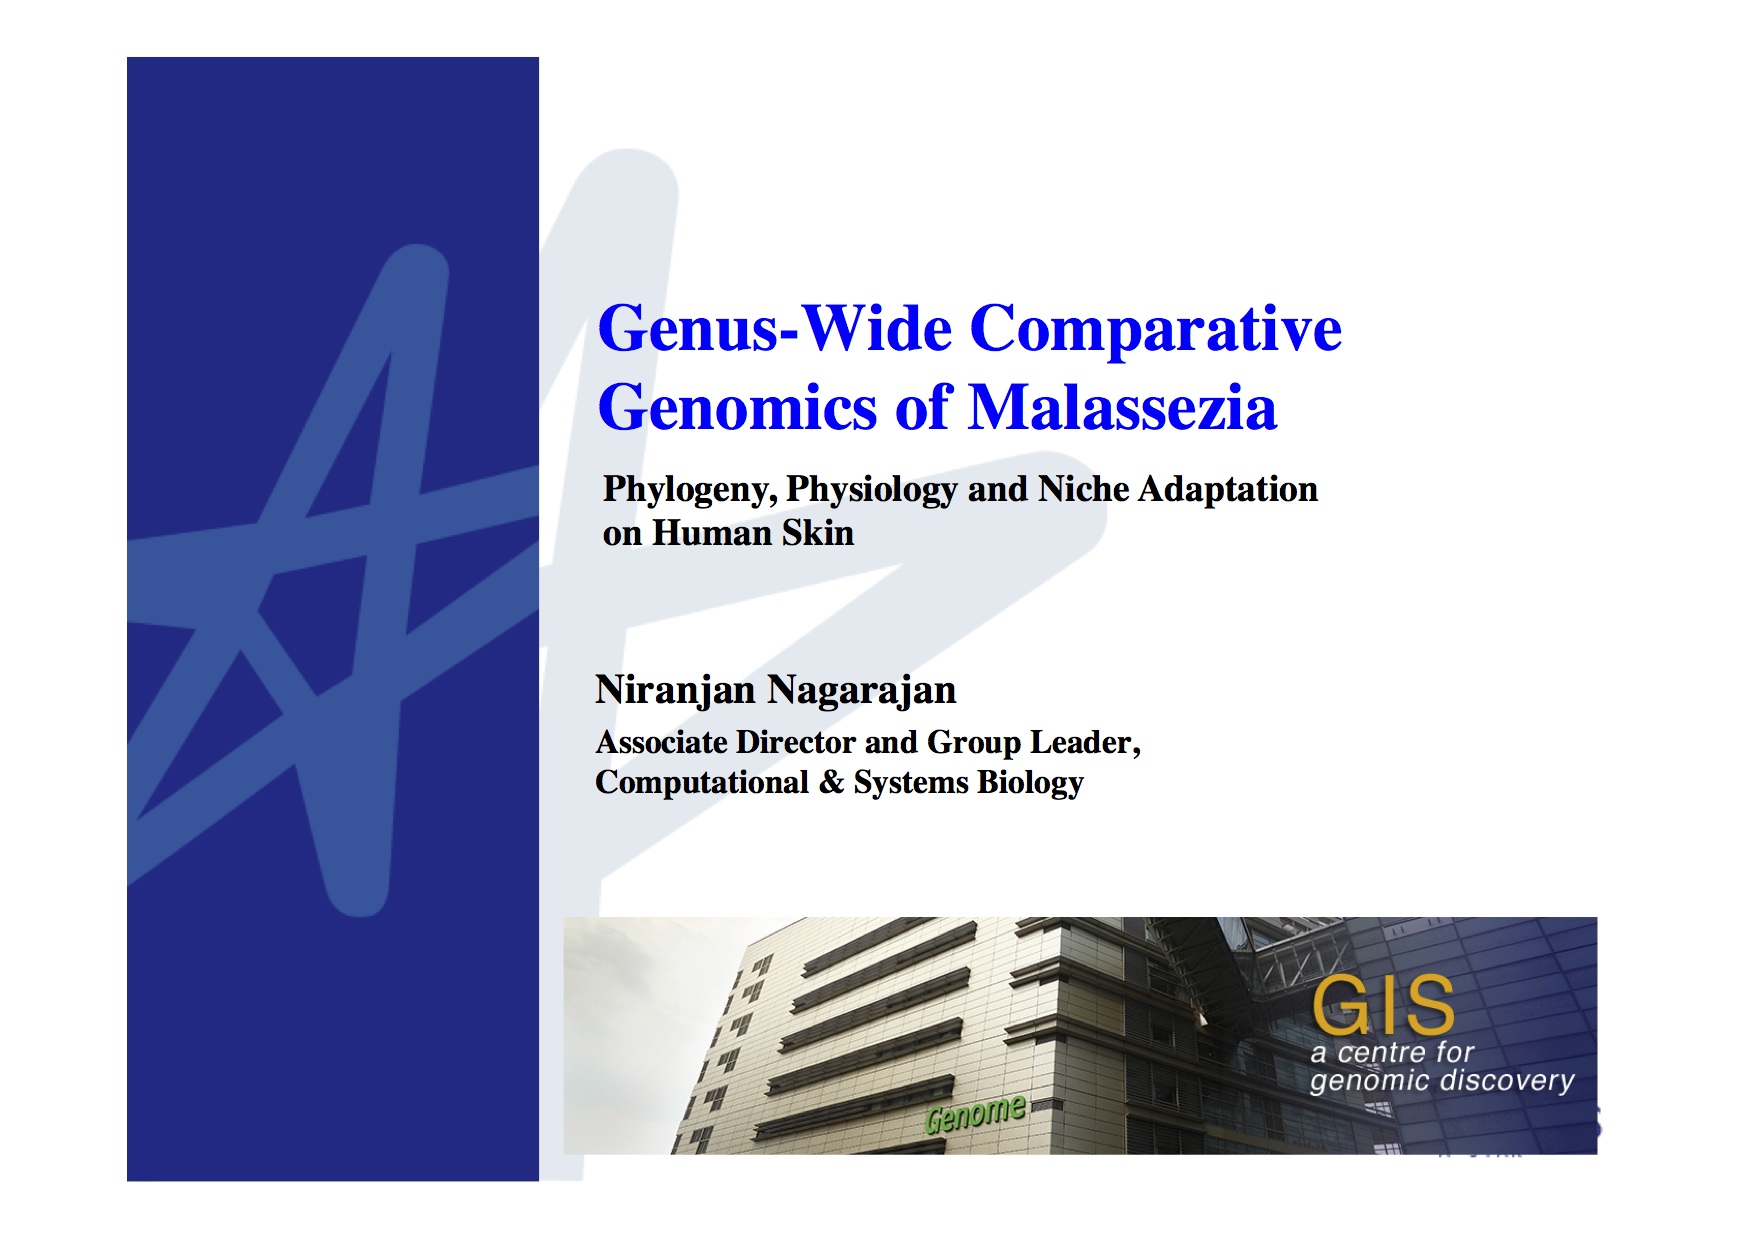 Genus-Wide Comparative
Genomics of Malassezia
Phylogeny, Physiology and Niche Adaptation
on Human Skin
Niranjan Nagarajan
Associate Director and Group Leader,
Computational & Systems Biology
Genome
GIS
a centre for
genomic discovery